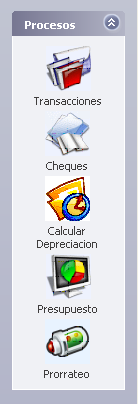 Procesos
Transacciones
Cheques
Calcular
Depreciacion
Presupuesto
Prorrateo